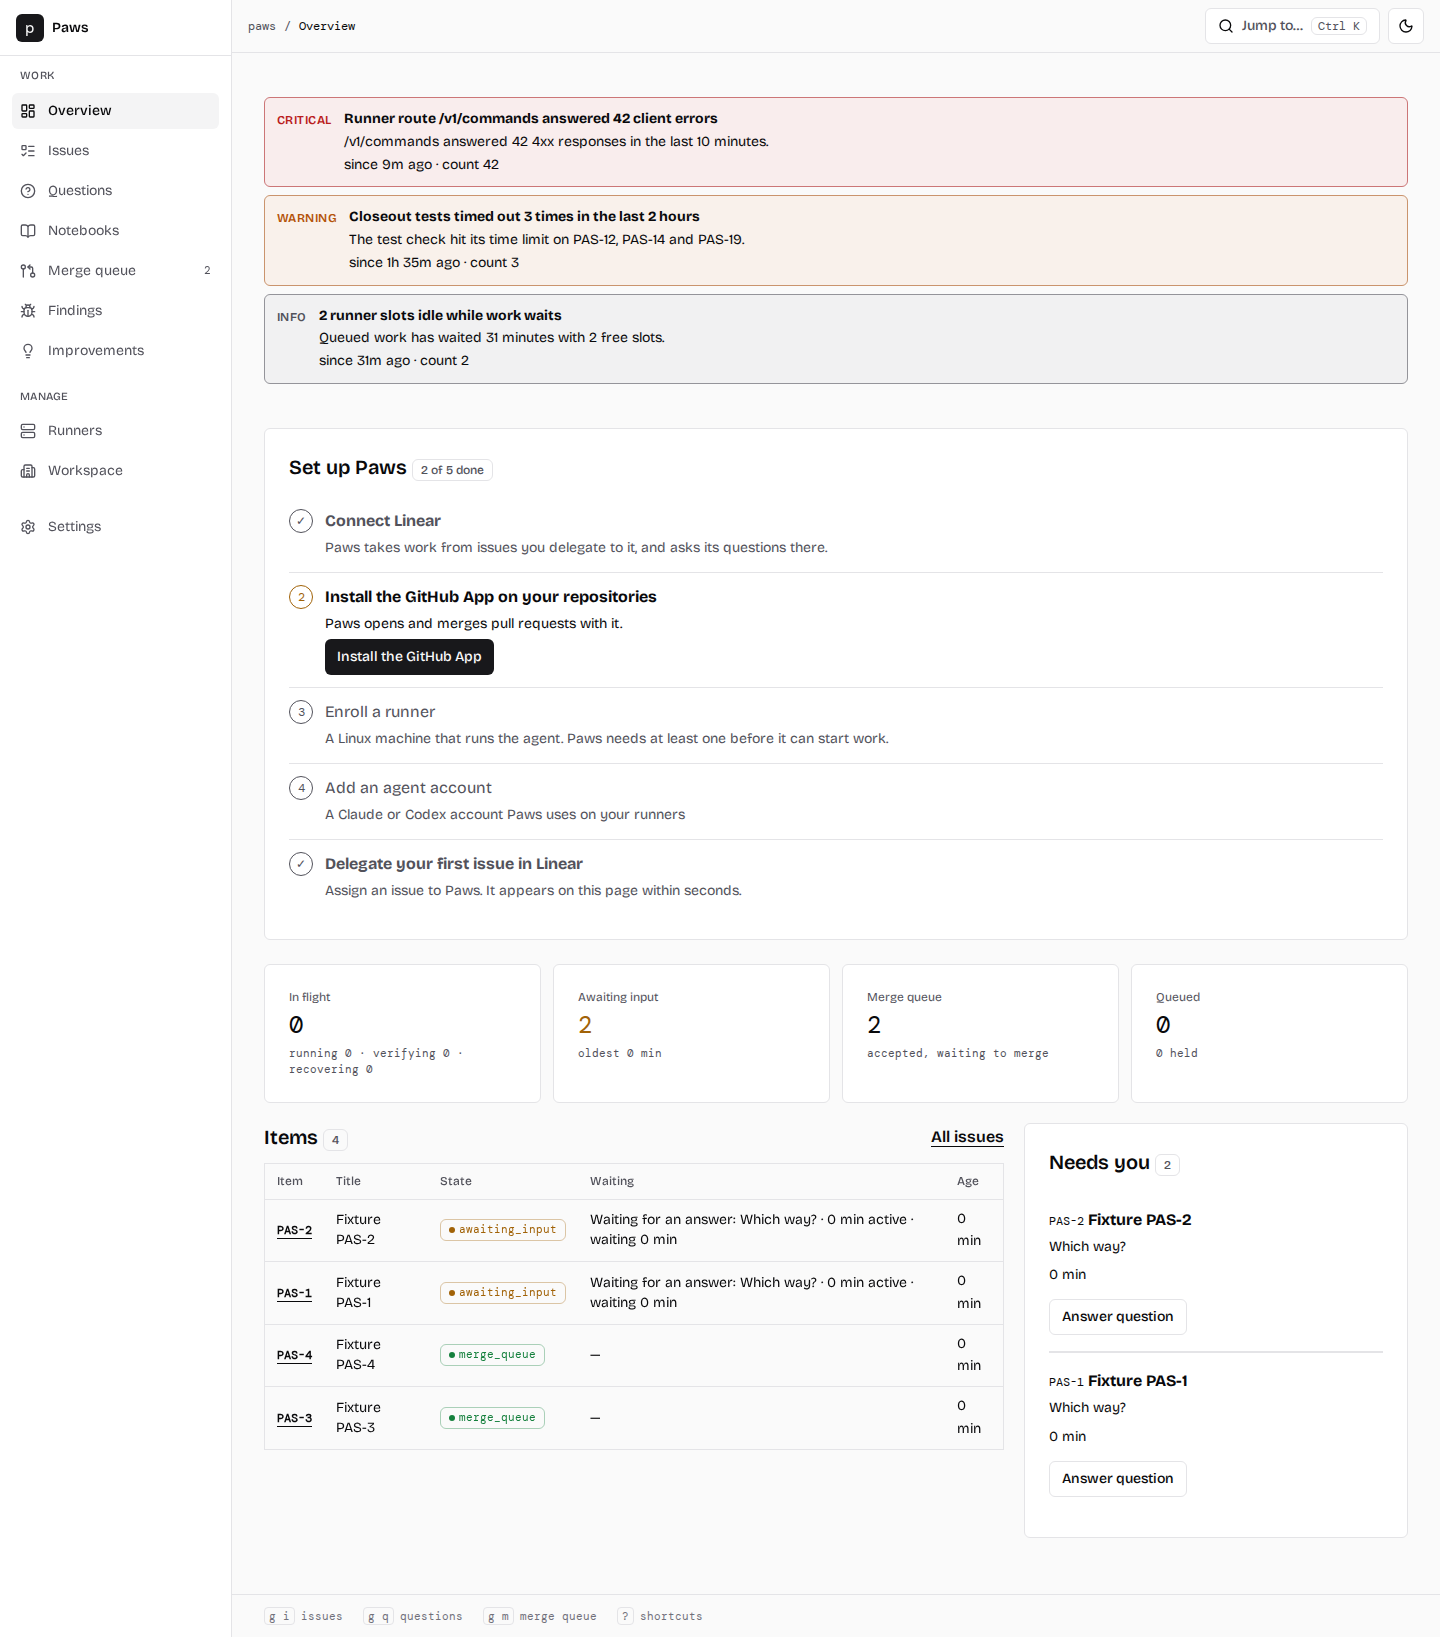 p Paws
WORK
Overview
Issues
Questions
Notebooks
Merge queue 2
Findings
Improvements
MANAGE
Runners
Workspace
Settings
paws / Overview
Jump to... Ctrl K
CRITICAL Runner route /v1/commands answered 42 client errors
/v1/commands answered 42 4xx responses in the last 10 minutes.
since 9m ago · count 42
WARNING Closeout tests timed out 3 times in the last 2 hours
The test check hit its time limit on PAS-12, PAS-14 and PAS-19.
since 1h 35m ago · count 3
INFO 2 runner slots idle while work waits
Queued work has waited 31 minutes with 2 free slots.
since 31m ago · count 2
Set up Paws 2 of 5 done
✓ Connect Linear
Paws takes work from issues you delegate to it, and asks its questions there.
2 Install the GitHub App on your repositories
Paws opens and merges pull requests with it.
Install the GitHub App
3 Enroll a runner
A Linux machine that runs the agent. Paws needs at least one before it can start work.
4 Add an agent account
A Claude or Codex account Paws uses on your runners
✓ Delegate your first issue in Linear
Assign an issue to Paws. It appears on this page within seconds.
In flight
0
running 0 · verifying 0 ·
recovering 0
Awaiting input
2
oldest 0 min
Merge queue
2
accepted, waiting to merge
Queued
0
0 held
Items 4
All issues
Item Title State Waiting Age
PAS-2 Fixture PAS-2 awaiting_input Waiting for an answer: Which way? · 0 min active · waiting 0 min 0 min
PAS-1 Fixture PAS-1 awaiting_input Waiting for an answer: Which way? · 0 min active · waiting 0 min 0 min
PAS-4 Fixture PAS-4 merge_queue — 0 min
PAS-3 Fixture PAS-3 merge_queue — 0 min
Needs you 2
PAS-2 Fixture PAS-2
Which way?
0 min
Answer question
PAS-1 Fixture PAS-1
Which way?
0 min
Answer question
g i issues g q questions g m merge queue ? shortcuts